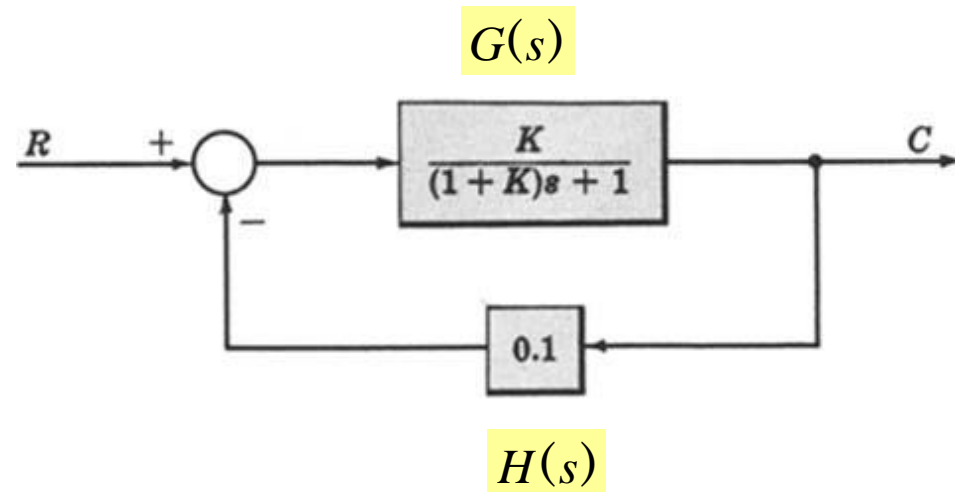 G(s)
R + K C
(1 + K)s + 1
−
0.1
H(s)